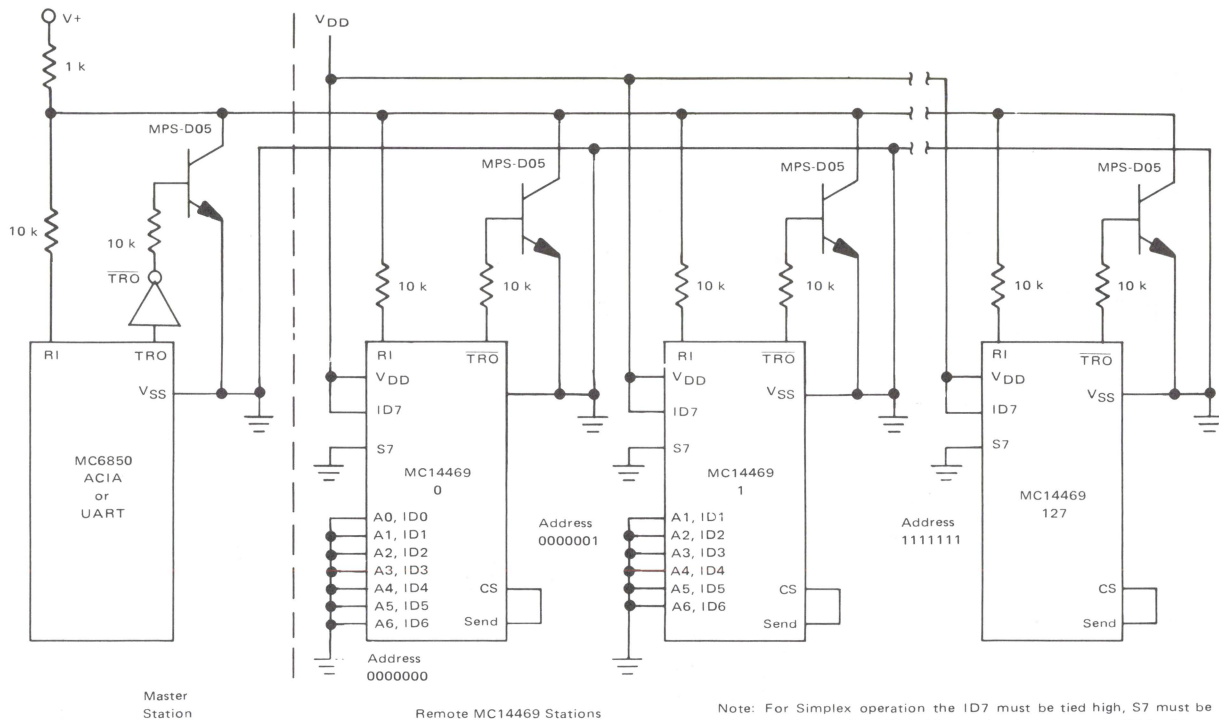 V+
1 k
VDD
MPS-D05
10 k
10 k
TRO
RI
TRO
VSS
MC6850
ACIA
or
UART
Master
Station
MPS-D05
10 k
10 k
RI
TRO
VDD
ID7
S7
MC14469
0
A0, ID0
A1, ID1
A2, ID2
A3, ID3
A4, ID4
A5, ID5
A6, ID6
CS
Send
Address
0000000
MPS-D05
10 k
10 k
RI
TRO
VDD
VSS
ID7
S7
MC14469
1
Address
0000001
A1, ID1
A2, ID2
A3, ID3
A4, ID4
A5, ID5
A6, ID6
CS
Send
MPS-D05
10 k
10 k
RI
TRO
VDD
VSS
ID7
S7
MC14469
127
Address
1111111
CS
Send
Remote MC14469 Stations
Note: For Simplex operation the ID7 must be tied high, S7 must be